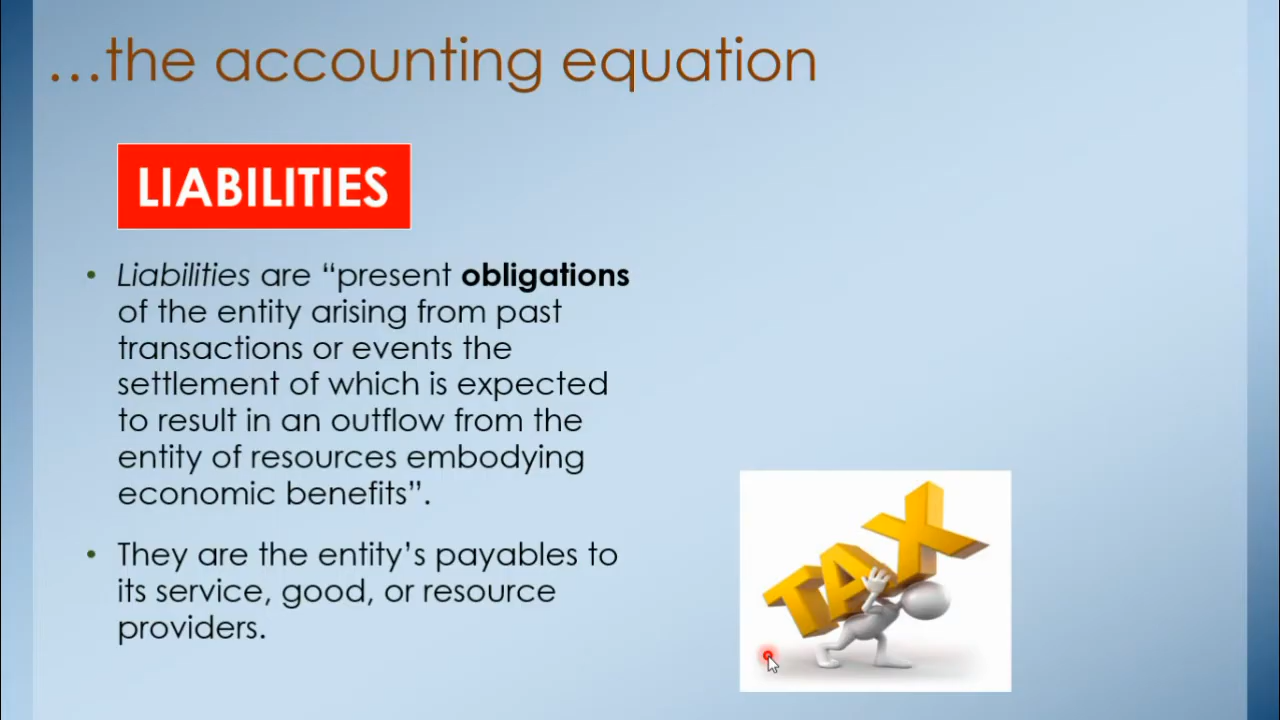 ...the accounting equation
LIABILITIES
• Liabilities are “present obligations
of the entity arising from past
transactions or events the
settlement of which is expected
to result in an outflow from the
entity of resources embodying
economic benefits”.
• They are the entity’s payables to
its service, good, or resource
providers.
TAX